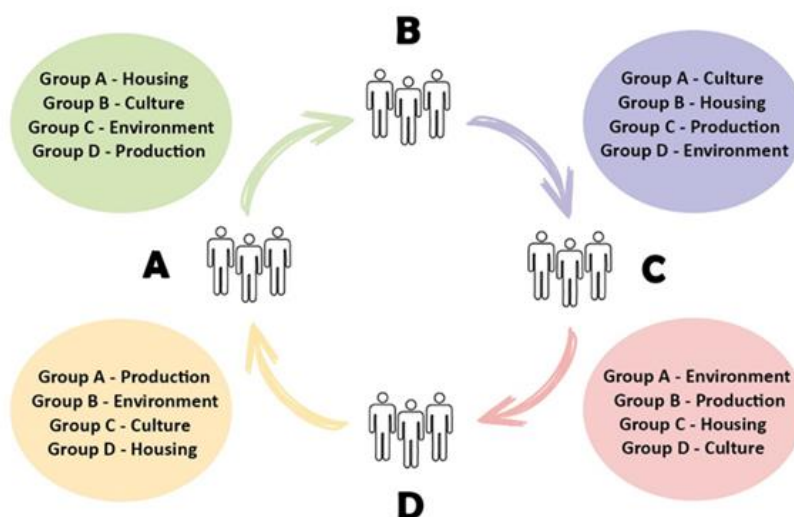 B
Group A - Housing
Group B - Culture
Group C - Environment
Group D - Production
Group A - Culture
Group B - Housing
Group C - Production
Group D - Environment
A
C
Group A - Production
Group B - Environment
Group C - Culture
Group D - Housing
Group A - Environment
Group B - Production
Group C - Housing
Group D - Culture
D